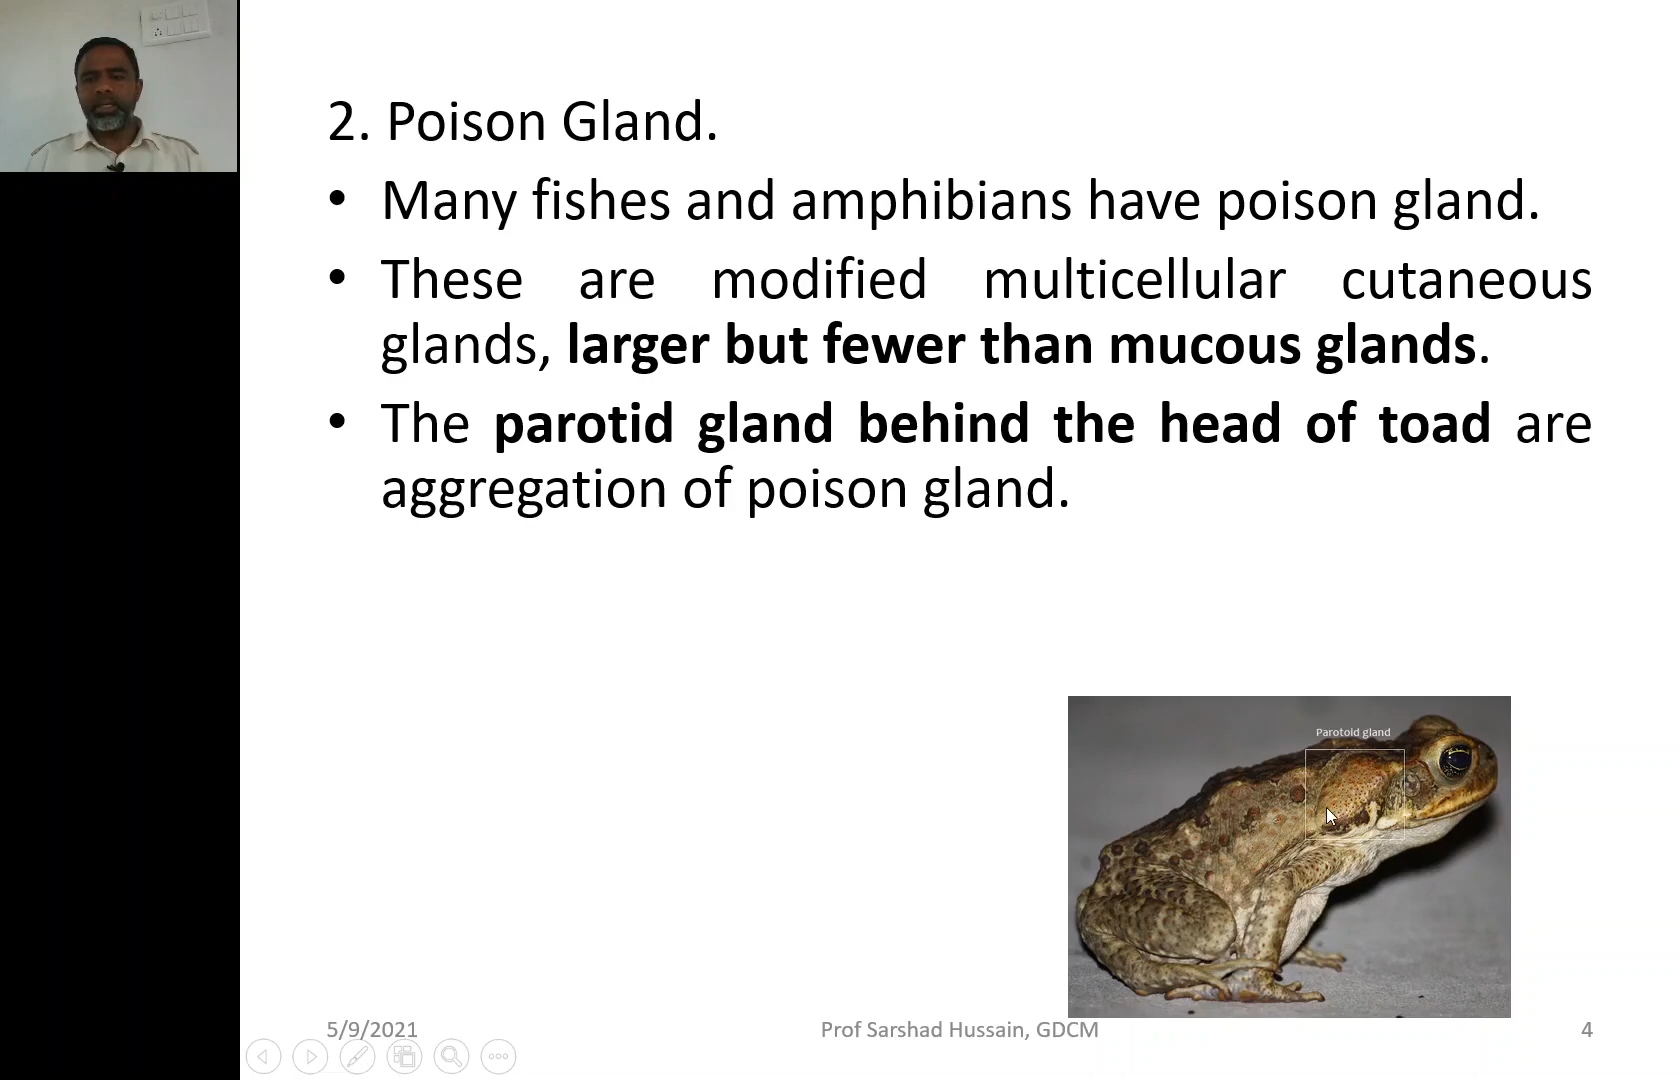 2. Poison Gland.
• Many fishes and amphibians have poison gland.
• These are modified multicellular cutaneous
glands, larger but fewer than mucous glands.
• The parotid gland behind the head of toad are
aggregation of poison gland.
Parotoid gland
5/9/2021
Prof Sarshad Hussain, GDCM
4